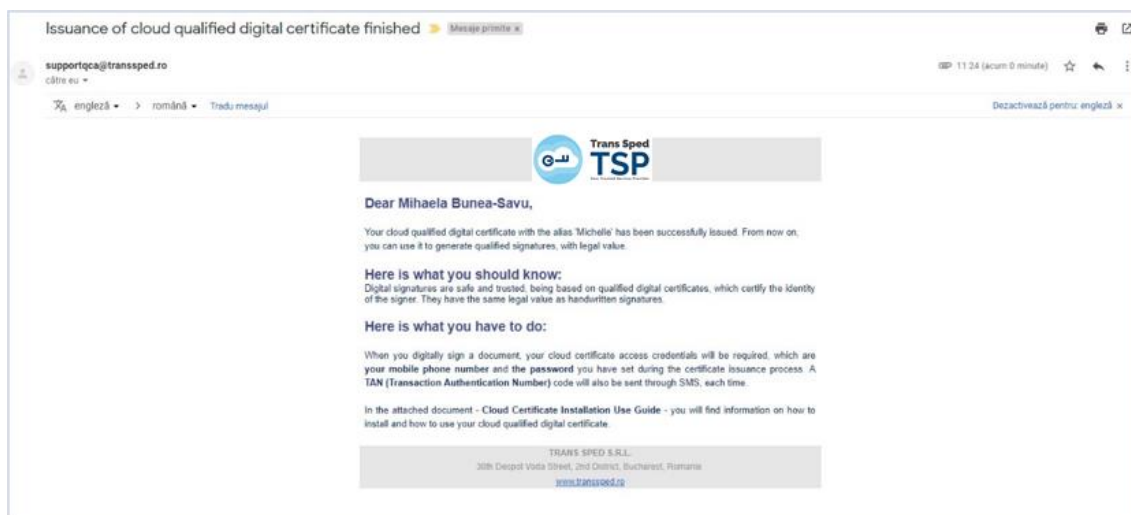 Issuance of cloud qualified digital certificate finished Mesaje primite x
supportqca@transsped.ro
11:24 (acum 0 minute)
către eu
engleză > română Tradu mesajul
Dezactivează pentru: engleză x
Trans Sped
TSP
Dear Mihaela Bunea-Savu,
Your cloud qualified digital certificate with the alias 'Michelle' has been successfully issued. From now on,
you can use it to generate qualified signatures, with legal value.
Here is what you should know:
Digital signatures are safe and trusted, being based on qualified digital certificates, which certify the identity
of the signer. They have the same legal value as handwritten signatures.
Here is what you have to do:
When you digitally sign a document, your cloud certificate access credentials will be required, which are
your mobile phone number and the password you have set during the certificate issuance process. A
TAN (Transaction Authentication Number) code will also be sent through SMS, each time.
In the attached document - Cloud Certificate Installation Use Guide - you will find information on how to
install and how to use your cloud qualified digital certificate.
TRANS SPED S.R.L.
Despot Voda Street, 2nd District, Bucharest, Romania
www.transsped.ro